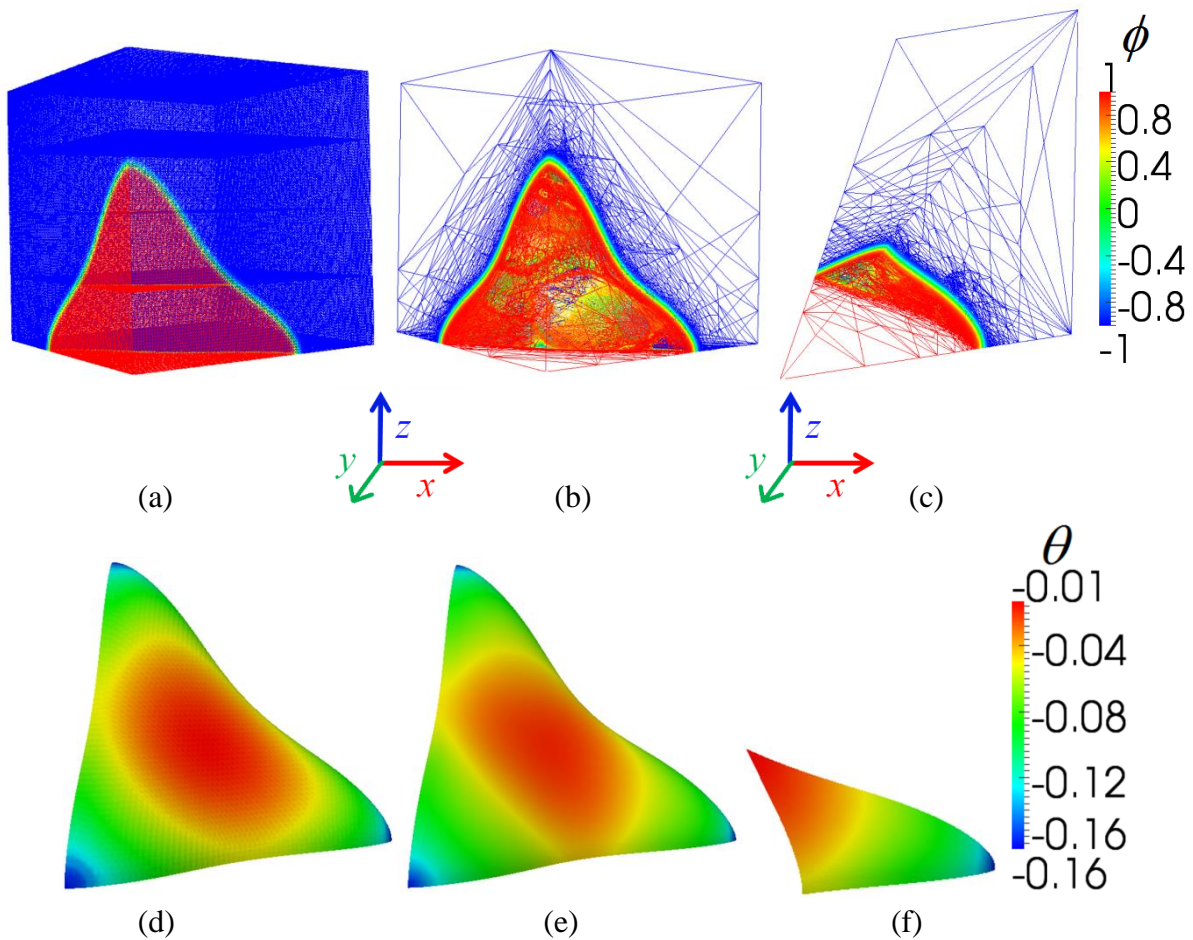 ϕ
1
0.8
0.4
0
-0.4
-0.8
-1
z
y
x
z
y
x
(a)
(b)
(c)
θ
-0.01
-0.04
-0.08
-0.12
-0.16
-0.16
(d)
(e)
(f)